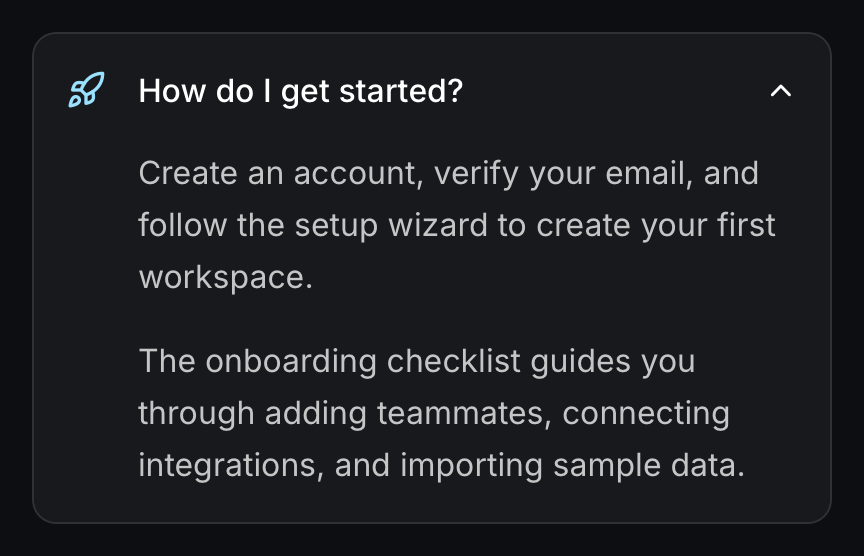 How do I get started?
Create an account, verify your email, and
follow the setup wizard to create your first
workspace.
The onboarding checklist guides you
through adding teammates, connecting
integrations, and importing sample data.